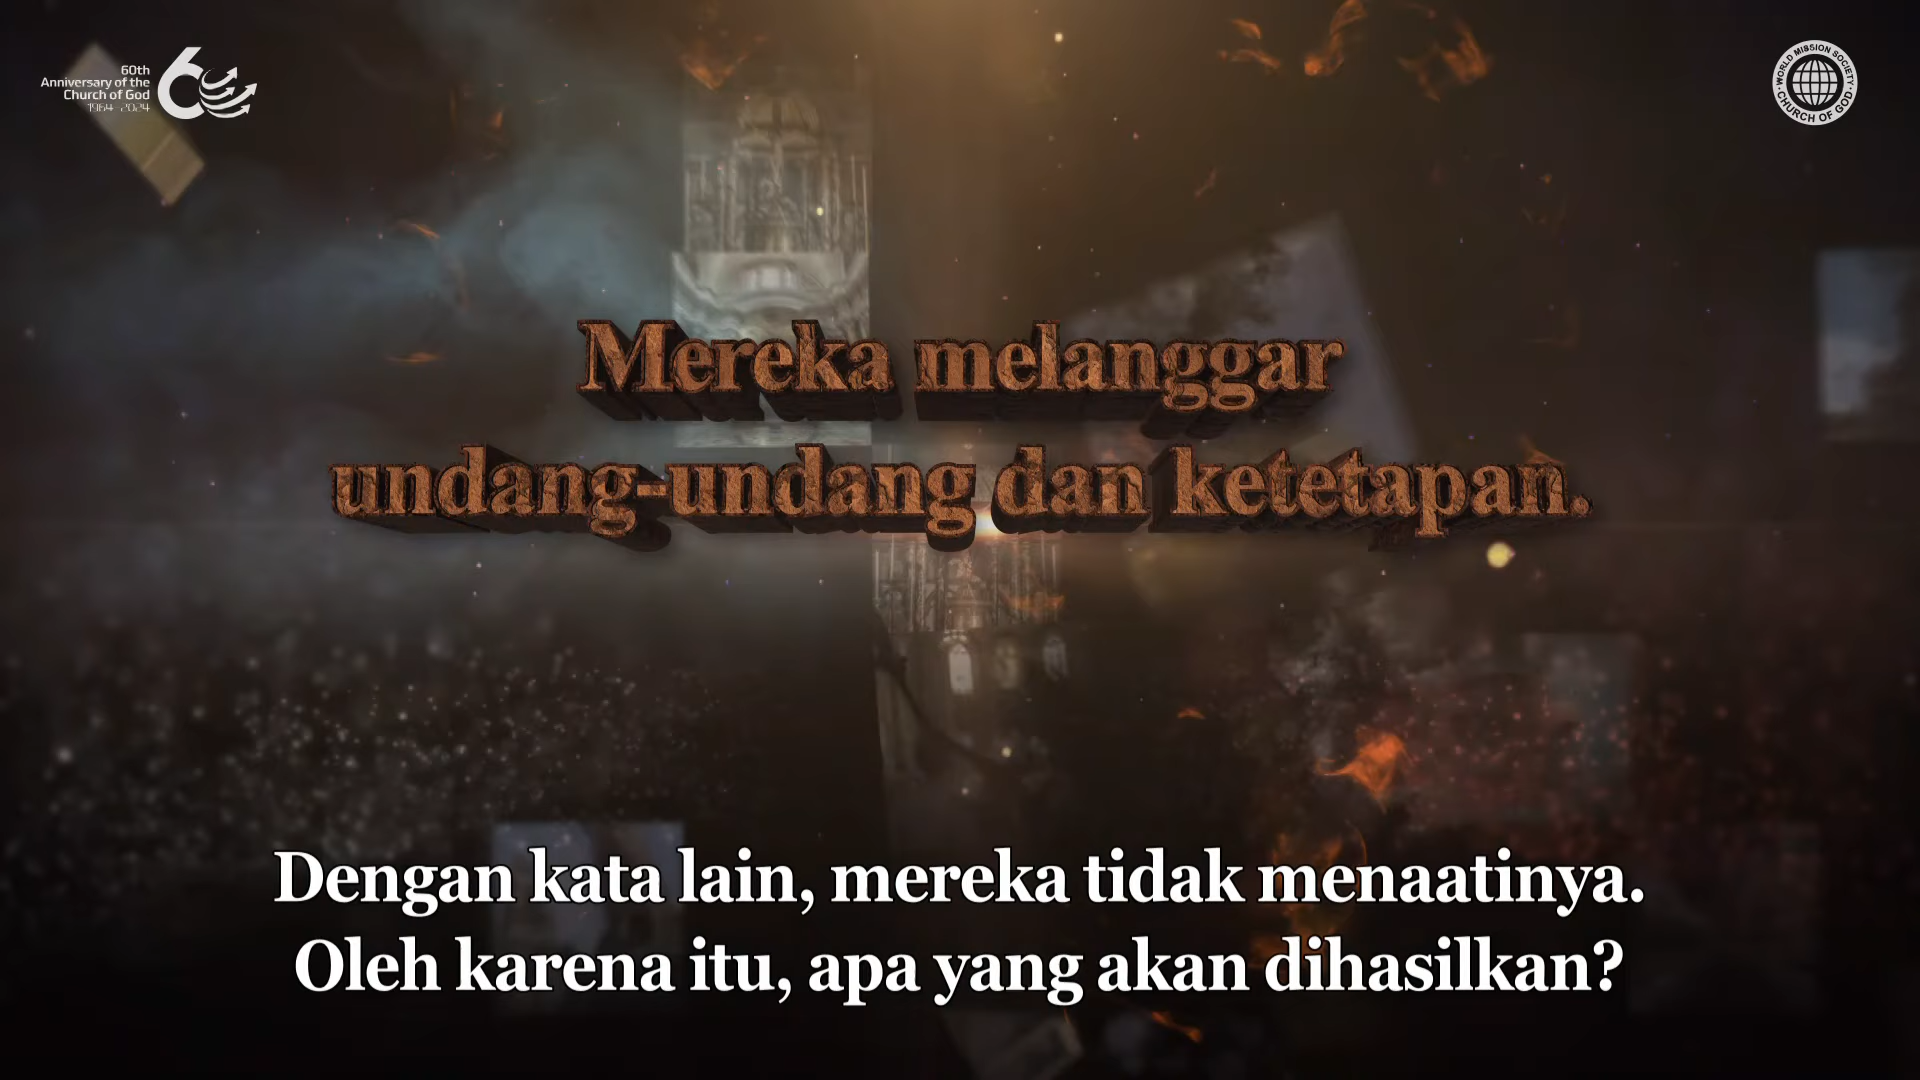 60th
Anniversary of the
Church of God
1964 2024
60
WORLD MISSION SOCIETY
CHURCH OF GOD
Mereka melanggar
undang-undang dan ketetapan.
Dengan kata lain, mereka tidak menaatinya.
Oleh karena itu, apa yang akan dihasilkan?